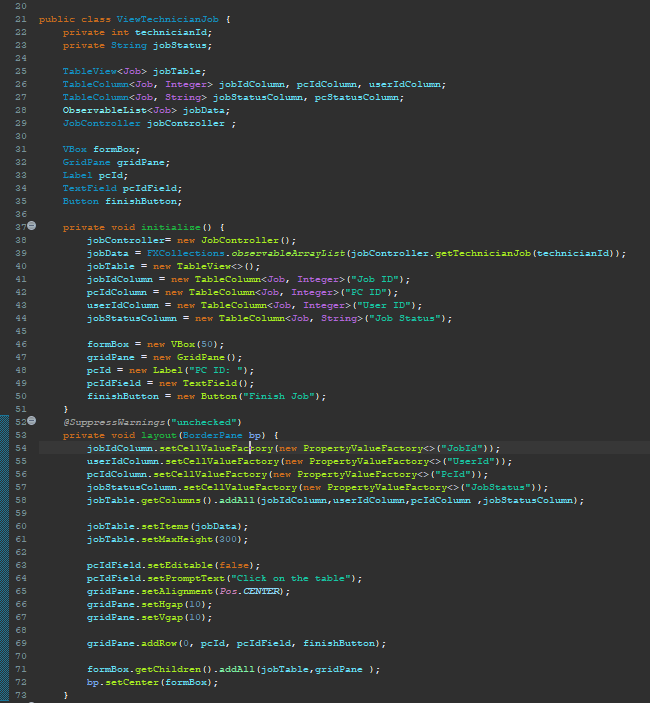 20
21 public class ViewTechnicianJob {
22 private int technicianId;
23 private String jobStatus;
24
25 TableView<Job> jobTable;
26 TableColumn<Job, Integer> jobIdColumn, pcIdColumn, userIdColumn;
27 TableColumn<Job, String> jobStatusColumn, pcStatusColumn;
28 ObservableList<Job> jobData;
29 JobController jobController ;
30
31 VBox formBox;
32 GridPane gridPane;
33 Label pcId;
34 TextField pcIdField;
35 Button finishButton;
36
37 private void initialise() {
38 jobController= new JobController();
39 jobData = FXCollections.observableArrayList(jobController.getTechnicianJob(technicianId));
40 jobTable = new TableView<>();
41 jobIdColumn = new TableColumn<Job, Integer>("Job ID");
42 pcIdColumn = new TableColumn<Job, Integer>("PC ID");
43 userIdColumn = new TableColumn<Job, Integer>("User ID");
44 jobStatusColumn = new TableColumn<Job, String>("Job Status");
45
46 formBox = new VBox(50);
47 gridPane = new GridPane();
48 pcId = new Label("PC ID: ");
49 pcIdField = new TextField();
50 finishButton = new Button("Finish Job");
51 }
52 @SuppressWarnings("unchecked")
53 private void layout(BorderPane bp) {
54 jobIdColumn.setCellValueFactory(new PropertyValueFactory<>("JobId"));
55 userIdColumn.setCellValueFactory(new PropertyValueFactory<>("UserId"));
56 pcIdColumn.setCellValueFactory(new PropertyValueFactory<>("PcId"));
57 jobStatusColumn.setCellValueFactory(new PropertyValueFactory<>("JobStatus"));
58 jobTable.getColumns().addAll(jobIdColumn,userIdColumn,pcIdColumn ,jobStatusColumn);
59
60 jobTable.setItems(jobData);
61 jobTable.setMaxHeight(300);
62
63 pcIdField.setEditable(false);
64 pcIdField.setPromptText("Click on the table");
65 gridPane.setAlignment(Pos.CENTER);
66 gridPane.setHgap(10);
67 gridPane.setVgap(10);
68
69 gridPane.addRow(0, pcId, pcIdField, finishButton);
70
71 formBox.getChildren().addAll(jobTable,gridPane );
72 bp.setCenter(formBox);
73 }